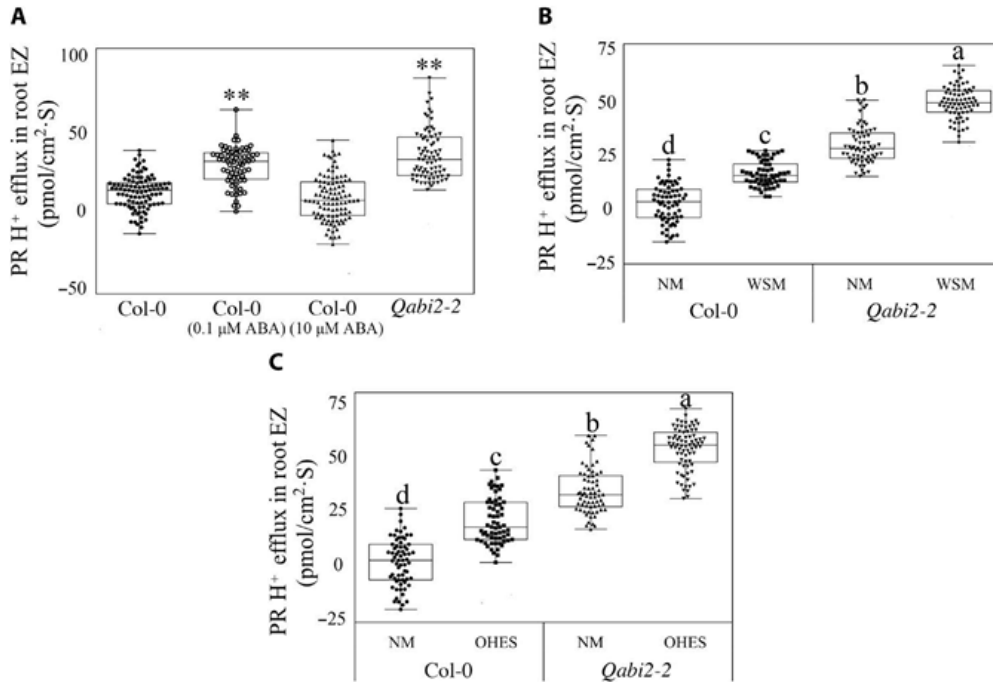 A
PR H⁺ efflux in root EZ
(pmol/cm²·S)
100
50
0
−50
**
**
Col-0
Col-0
Col-0
Qabi2-2
(0.1 μM ABA) (10 μM ABA)
B
PR H⁺ efflux in root EZ
(pmol/cm²·S)
75
50
25
0
−25
d
c
b
a
NM WSM NM WSM
Col-0 Qabi2-2
C
PR H⁺ efflux in root EZ
(pmol/cm²·S)
75
50
25
0
−25
d
c
b
a
NM OHES NM OHES
Col-0 Qabi2-2